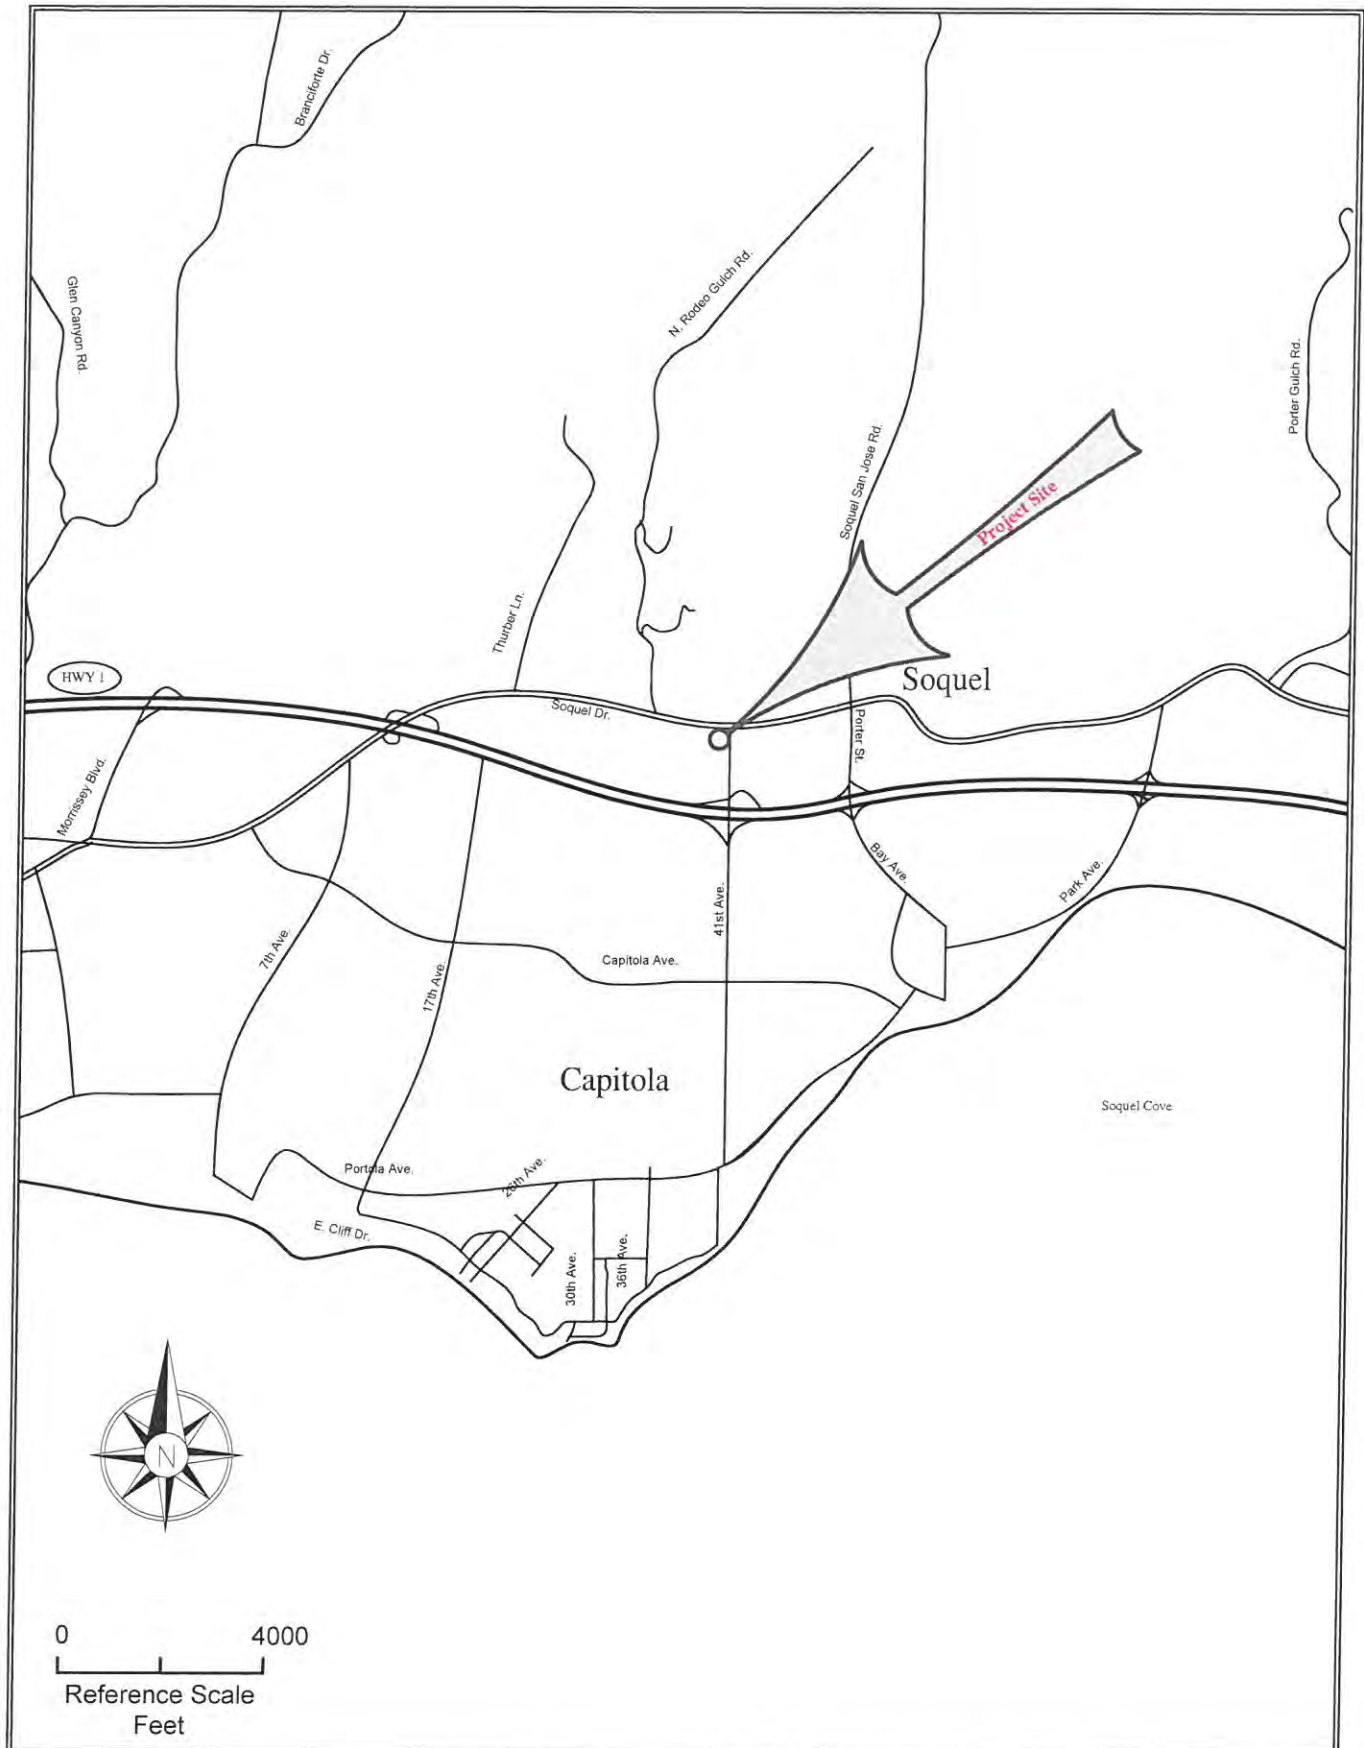 Branciforte Dr.
Glen Canyon Rd.
N. Rodeo Gulch Rd.
Porter Gulch Rd.
Soquel San Jose Rd.
Project Site
Thurber Ln.
HWY 1
Soquel
Soquel Dr.
Porter St.
Morrissey Blvd.
Bay Ave.
Park Ave.
41st Ave.
7th Ave.
17th Ave.
Capitola Ave.
Capitola
Soquel Cove
Portola Ave.
26th Ave.
E. Cliff Dr.
30th Ave.
36th Ave.
N
0 4000
Reference Scale
Feet